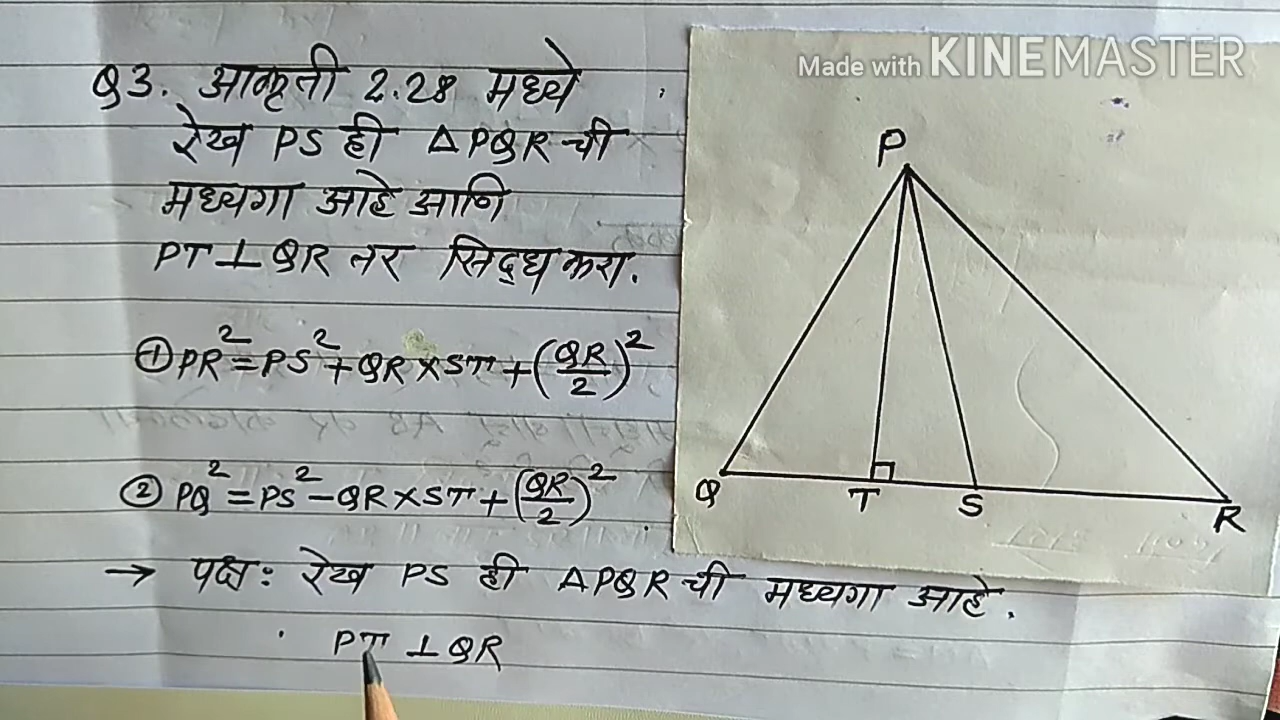 Made with KINEMASTER
Q3. आकृती 2.28 मध्ये
रेख PS ही △PQR ची
मध्यगा आहे आणि
PT⊥QR तर सिद्ध करा.
① PR² = PS² + QR × ST + (QR/2)²
② PQ² = PS² - QR × ST + (QR/2)²
→ पक्ष: रेख PS ही △PQR ची मध्यगा आहे.
PT ⊥ QR
P
Q T S R